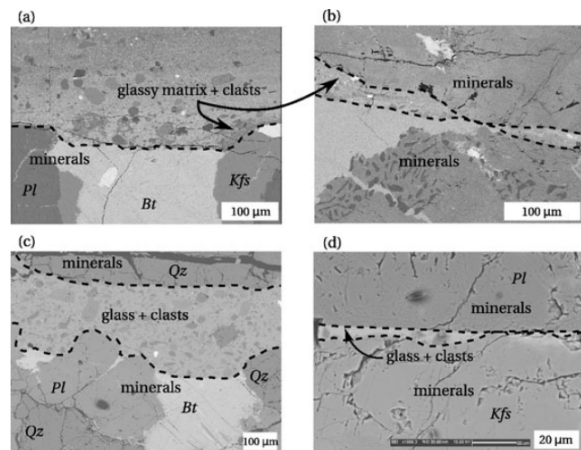 (a)
glassy matrix + clasts
minerals
Pl
Bt
Kfs
100 µm
(b)
minerals
minerals
100 µm
(c)
minerals
Qz
glass + clasts
Pl
minerals
Qz
Bt
Qz
100 µm
(d)
Pl
minerals
glass + clasts
minerals
Kfs
20 µm